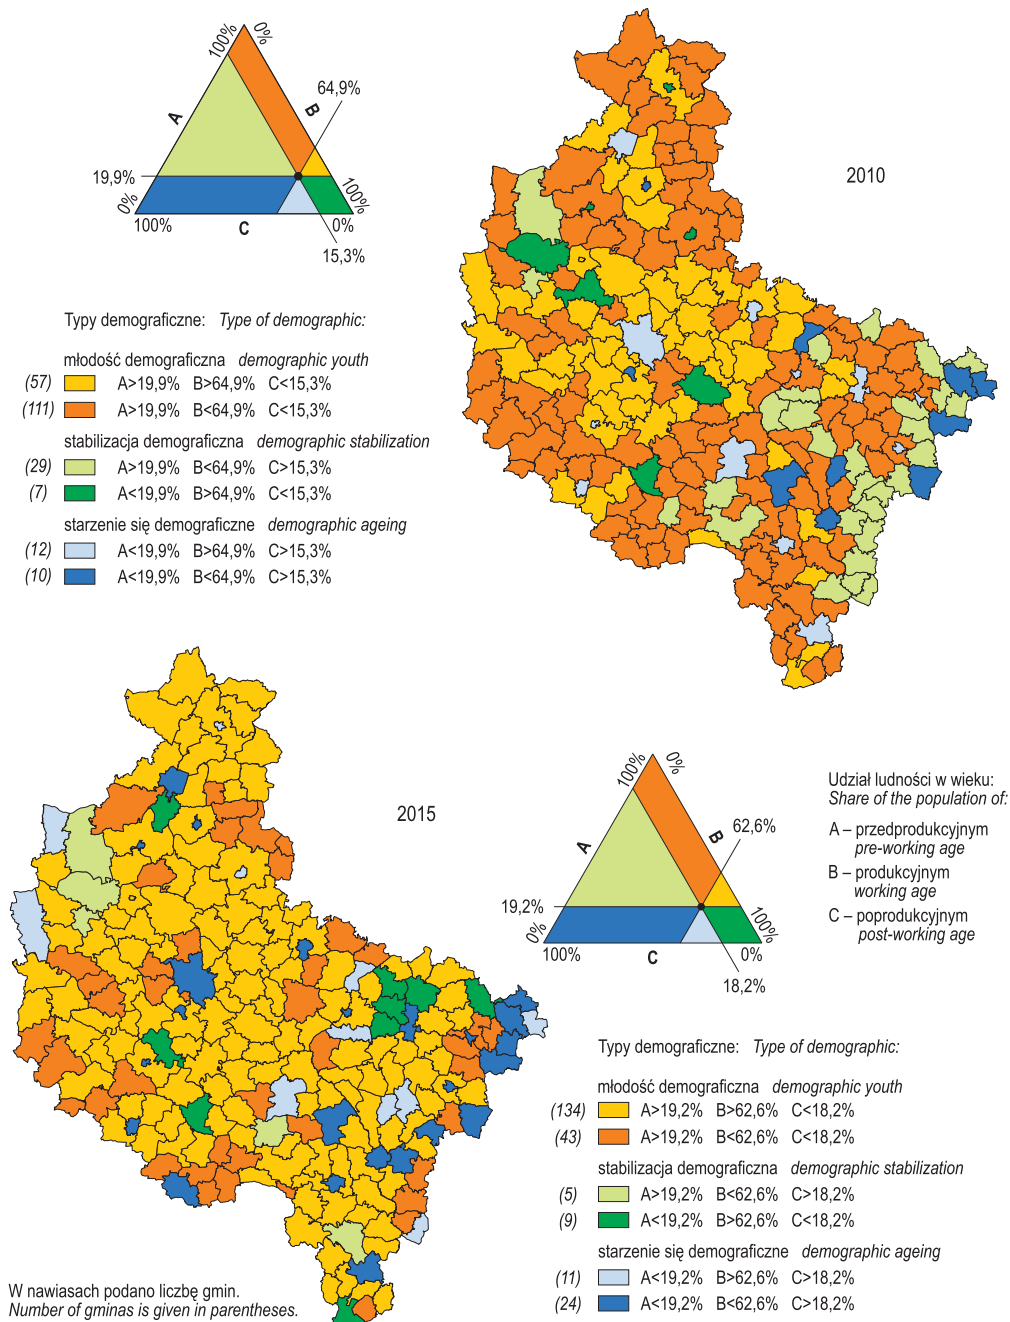 100%
0%
A
B
64,9%
19,9%
0%
100%
C
100%
0%
15,3%
2010
Typy demograficzne: Type of demographic:
młodość demograficzna demographic youth
(57) A>19,9% B>64,9% C<15,3%
(111) A>19,9% B<64,9% C<15,3%
stabilizacja demograficzna demographic stabilization
(29) A>19,9% B<64,9% C>15,3%
(7) A<19,9% B>64,9% C<15,3%
starzenie się demograficzne demographic ageing
(12) A<19,9% B>64,9% C>15,3%
(10) A<19,9% B<64,9% C>15,3%
2015
100%
0%
A
B
62,6%
19,2%
0%
100%
C
100%
0%
18,2%
Udział ludności w wieku:
Share of the population of:
A – przedprodukcyjnym
pre-working age
B – produkcyjnym
working age
C – poprodukcyjnym
post-working age
Typy demograficzne: Type of demographic:
młodość demograficzna demographic youth
(134) A>19,2% B>62,6% C<18,2%
(43) A>19,2% B<62,6% C<18,2%
stabilizacja demograficzna demographic stabilization
(5) A>19,2% B<62,6% C>18,2%
(9) A<19,2% B>62,6% C<18,2%
starzenie się demograficzne demographic ageing
(11) A<19,2% B>62,6% C>18,2%
(24) A<19,2% B<62,6% C>18,2%
W nawiasach podano liczbę gmin.
Number of gminas is given in parentheses.